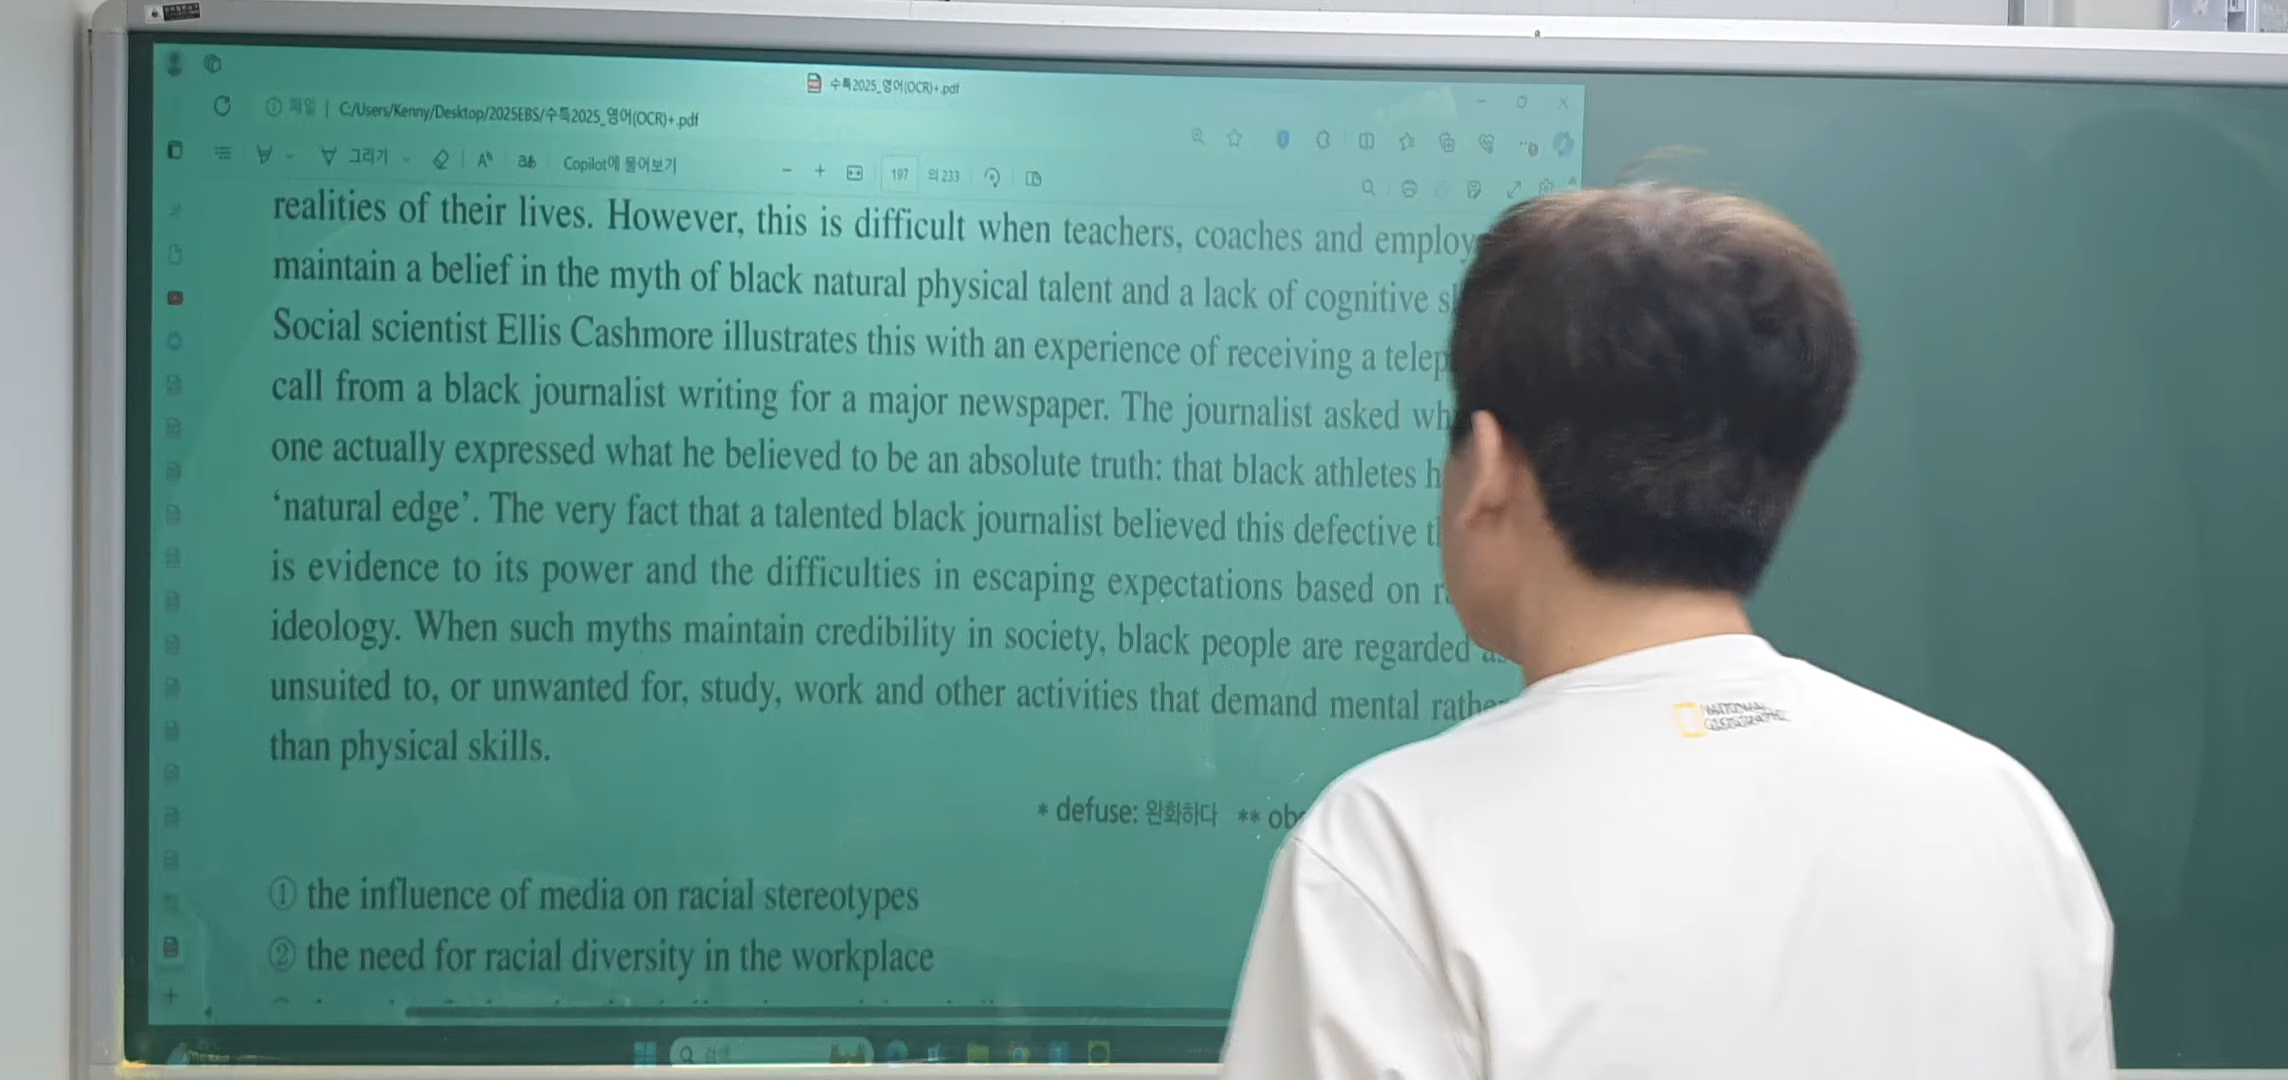 수특2025_영어(OCR)+.pdf
파일 | C:/Users/Kenny/Desktop/2025EBS/수특2025_영어(OCR)+.pdf
그리기 Copilot에 물어보기 197 의 233
realities of their lives. However, this is difficult when teachers, coaches and employ
maintain a belief in the myth of black natural physical talent and a lack of cognitive s
Social scientist Ellis Cashmore illustrates this with an experience of receiving a telep
call from a black journalist writing for a major newspaper. The journalist asked wh
one actually expressed what he believed to be an absolute truth: that black athletes h
‘natural edge’. The very fact that a talented black journalist believed this defective t
is evidence to its power and the difficulties in escaping expectations based on r
ideology. When such myths maintain credibility in society, black people are regarded
unsuited to, or unwanted for, study, work and other activities that demand mental rather
than physical skills.
* defuse: 완화하다 ** ob
① the influence of media on racial stereotypes
② the need for racial diversity in the workplace
검색
NATIONAL
GEOGRAPHIC